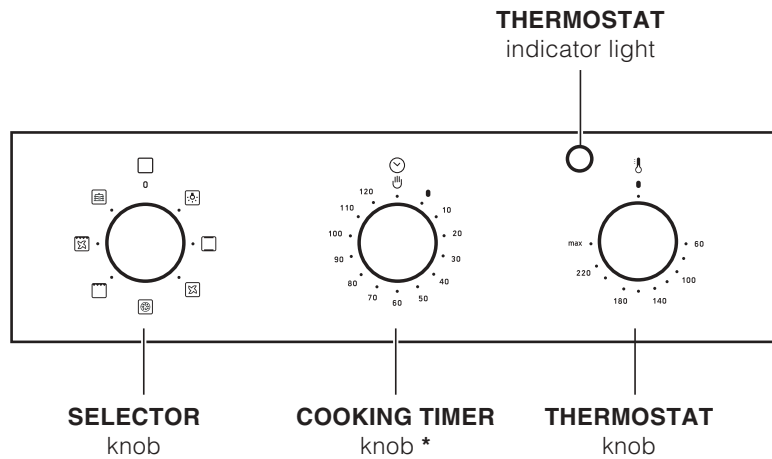 THERMOSTAT
indicator light
0
120
110
10
100
20
90
30
80
40
70
60
50
max
60
220
100
180
140
SELECTOR
knob
COOKING TIMER
knob *
THERMOSTAT
knob